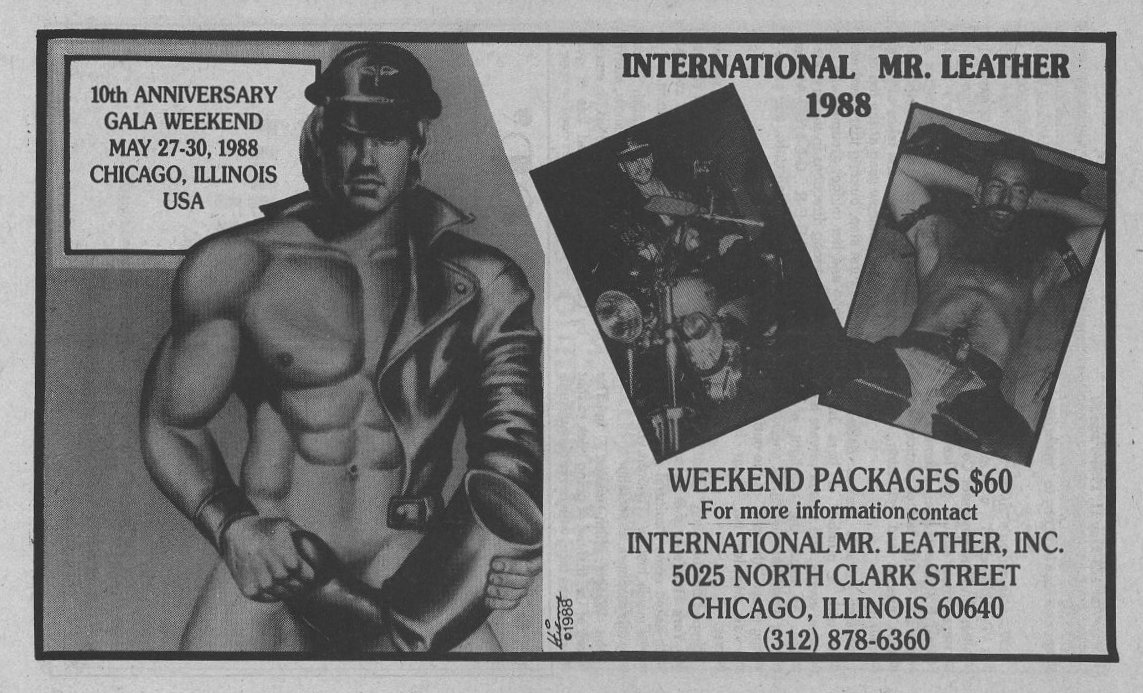 10th ANNIVERSARY
GALA WEEKEND
MAY 27-30, 1988
CHICAGO, ILLINOIS
USA
INTERNATIONAL MR. LEATHER
1988
WEEKEND PACKAGES $60
For more information contact
INTERNATIONAL MR. LEATHER, INC.
5025 NORTH CLARK STREET
CHICAGO, ILLINOIS 60640
(312) 878-6360
©1988